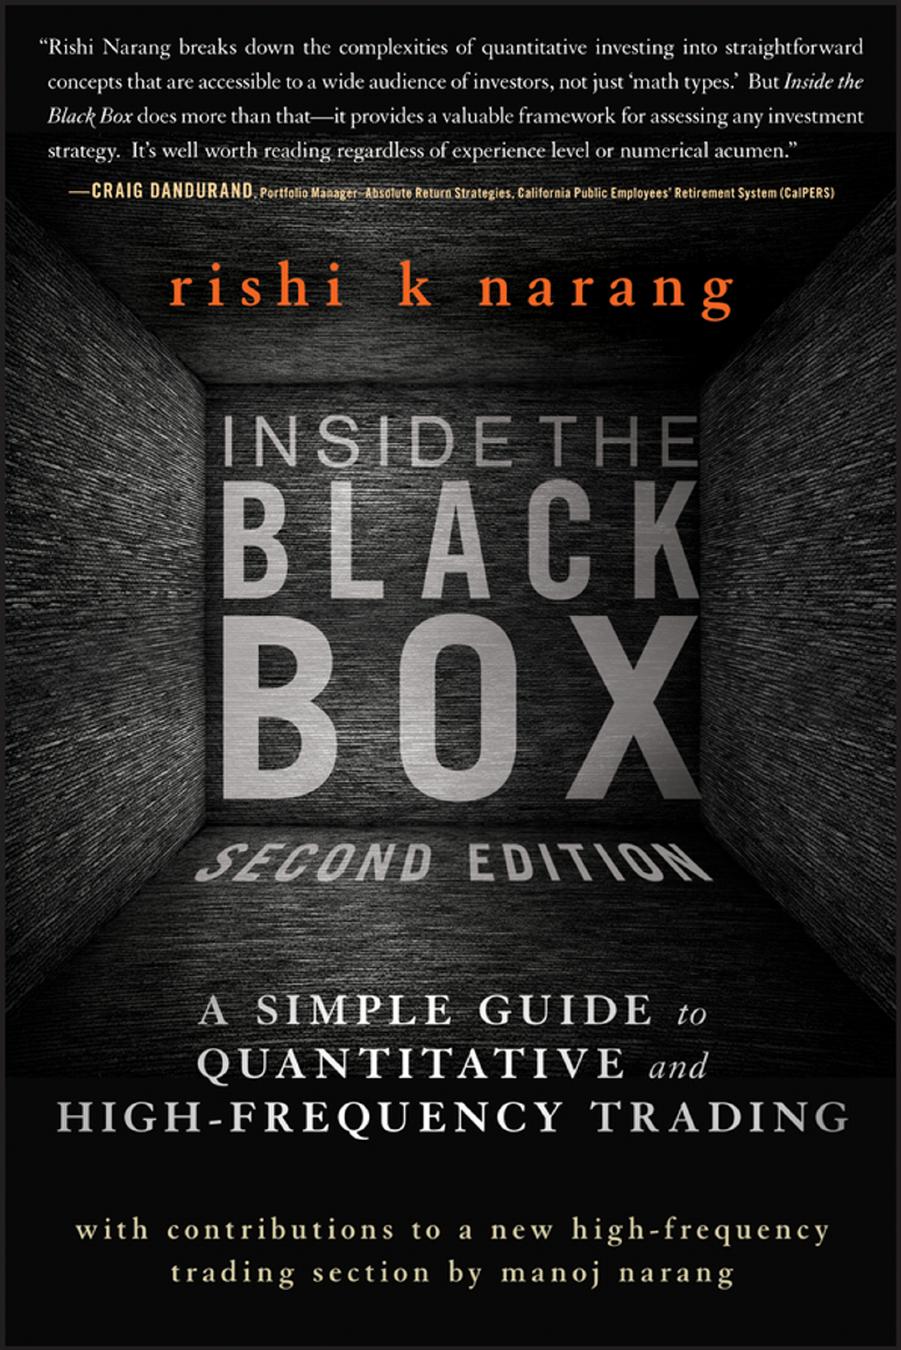 “Rishi Narang breaks down the complexities of quantitative investing into straightforward
concepts that are accessible to a wide audience of investors, not just ‘math types.’ But Inside the
Black Box does more than that—it provides a valuable framework for assessing any investment
strategy. It’s well worth reading regardless of experience level or numerical acumen.”
—CRAIG DANDURAND, Portfolio Manager–Absolute Return Strategies, California Public Employees’ Retirement System (CalPERS)
rishi k narang
INSIDE THE
BLACK
BOX
SECOND EDITION
A SIMPLE GUIDE to
QUANTITATIVE and
HIGH-FREQUENCY TRADING
with contributions to a new high-frequency
trading section by manoj narang